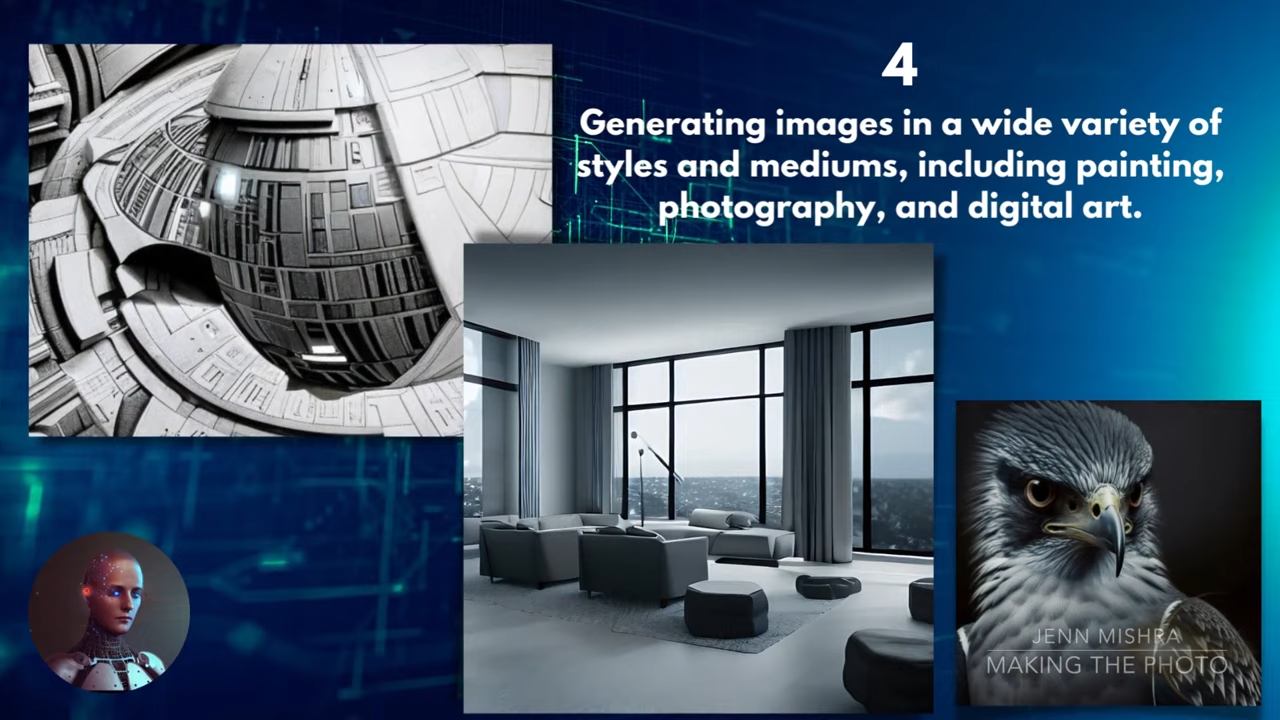 4
Generating images in a wide variety of
styles and mediums, including painting,
photography, and digital art.
JENN MISHRA
MAKING THE PHOTO